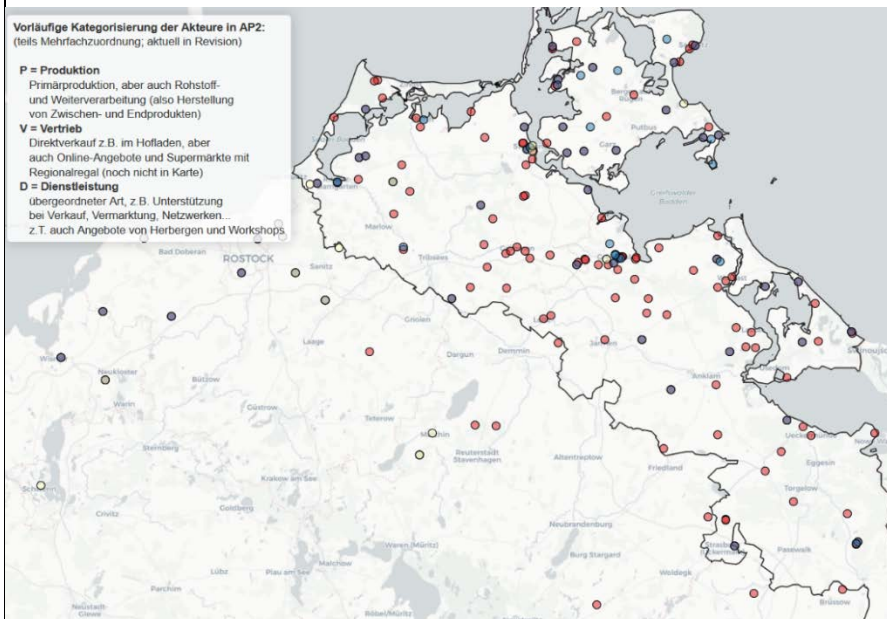 Vorläufige Kategorisierung der Akteure in AP2:
(teils Mehrfachzuordnung; aktuell in Revision)
P = Produktion
Primärproduktion, aber auch Rohstoff-
und Weiterverarbeitung (also Herstellung
von Zwischen- und Endprodukten)
V = Vertrieb
Direktverkauf z.B. im Hofladen, aber
auch Online-Angebote und Supermärkte mit
Regionalregal (noch nicht in Karte)
D = Dienstleistung
übergeordneter Art, z.B. Unterstützung
bei Verkauf, Vermarktung, Netzwerken...
z.T. auch Angebote von Herbergen und Workshops
Putbus
Garz
Greifswalder
Bodden
Marlow
Bad Doberan
ROSTOCK
Sanitz
Tribsees
Gnoien
Laage
Dargun
Demmin
Neukloster
Bützow
Warin
Güstrow
Teterow
Anklam
Usedom
Sternberg
Reuterstadt
Stavenhagen
Altentreptow
Friedland
Eggesin
Torgelow
Krakow am See
Goldberg
Crivitz
Neubrandenburg
Waren (Müritz)
Burg Stargard
Pasewalk
Woldegk
Malchow
Lübz
Plau am See
Parchim
Röbel/Müritz
Neustadt-
Glewe
Brüssow